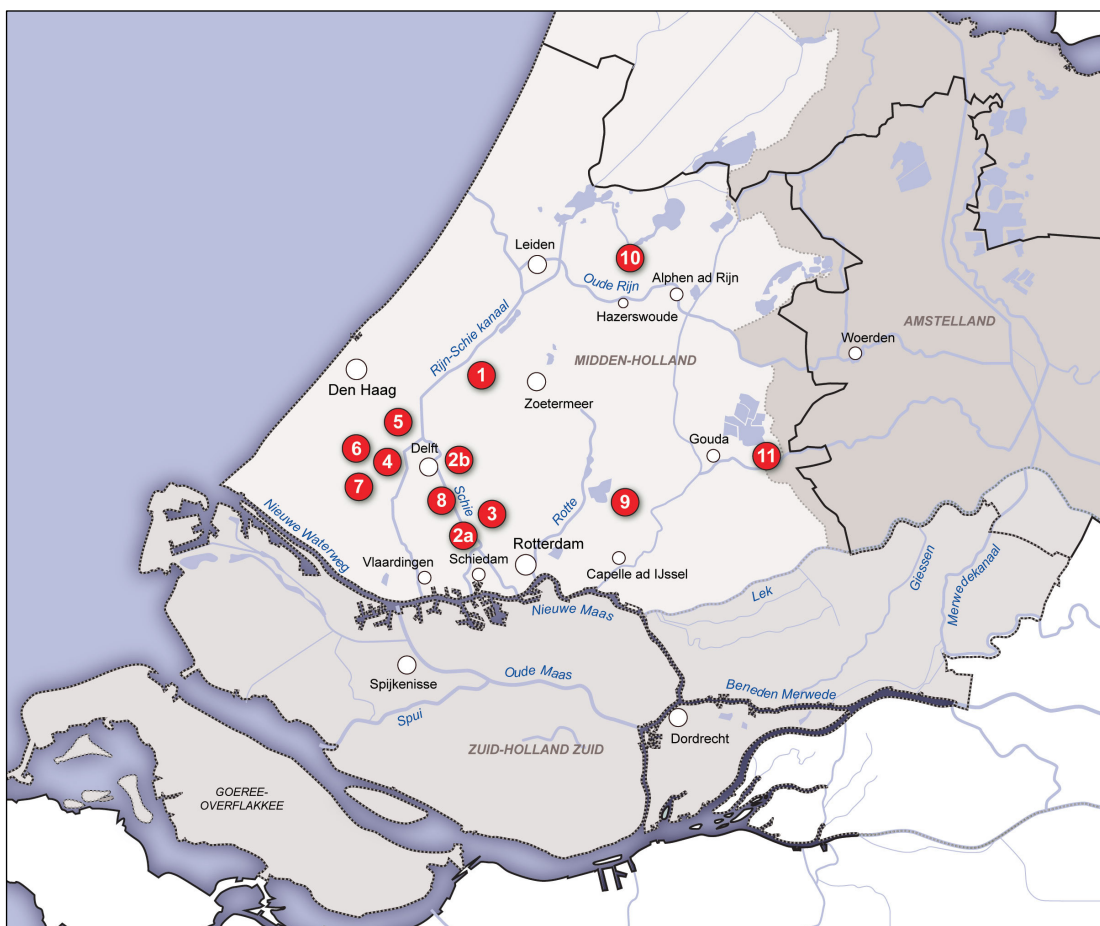 Leiden
10
Oude Rijn
Alphen ad Rijn
Hazerswoude
AMSTELLAND
Woerden
Rijn-Schie kanaal
MIDDEN-HOLLAND
Den Haag
1
Zoetermeer
5
6
4
Delft
2b
Gouda
11
7
8
Schie
3
Rotte
9
2a
Nieuwe Waterweg
Vlaardingen
Schiedam
Rotterdam
Capelle ad IJssel
Giessen
Merwedekanaal
Lek
Nieuwe Maas
Spijkenisse
Oude Maas
Beneden Merwede
Spui
Dordrecht
ZUID-HOLLAND ZUID
GOEREE-
OVERFLAKKEE